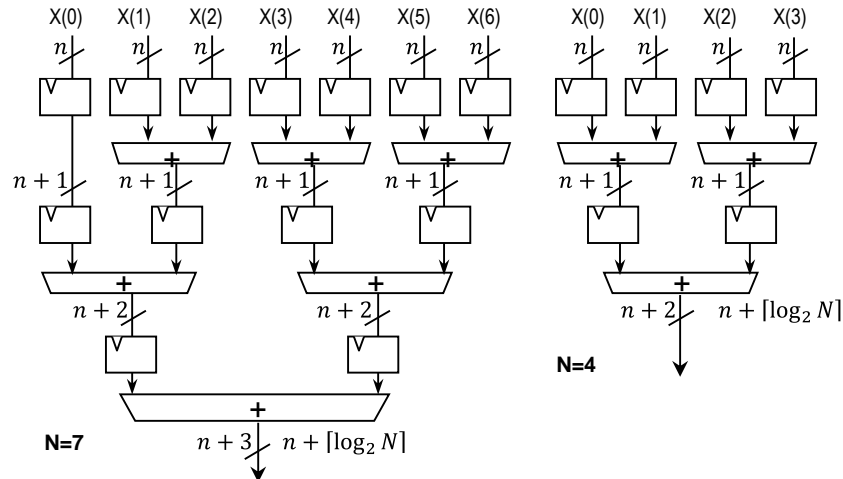 X(0) X(1) X(2) X(3) X(4) X(5) X(6) X(0) X(1) X(2) X(3)
n n n n n n n n n n n
+ + + + +
n + 1 n + 1 n + 1 n + 1 n + 1 n + 1
+ + +
n + 2 n + 2 n + 2 n + ⌈log₂ N⌉
N=4
+
N=7 n + 3 n + ⌈log₂ N⌉